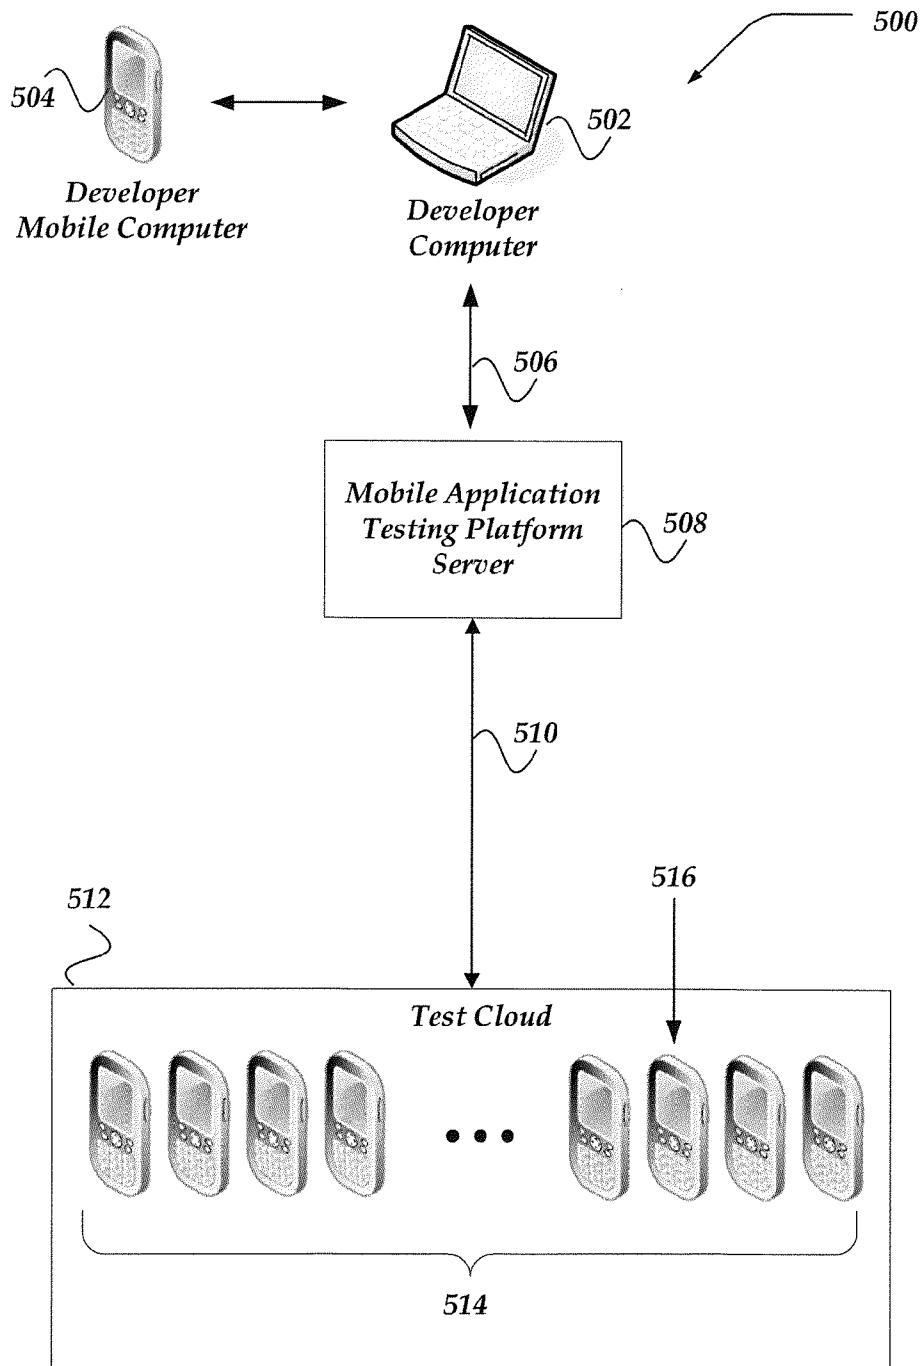 500
504
502
Developer
Mobile Computer
Developer
Computer
506
Mobile Application
Testing Platform
Server
508
510
516
512
Test Cloud
514